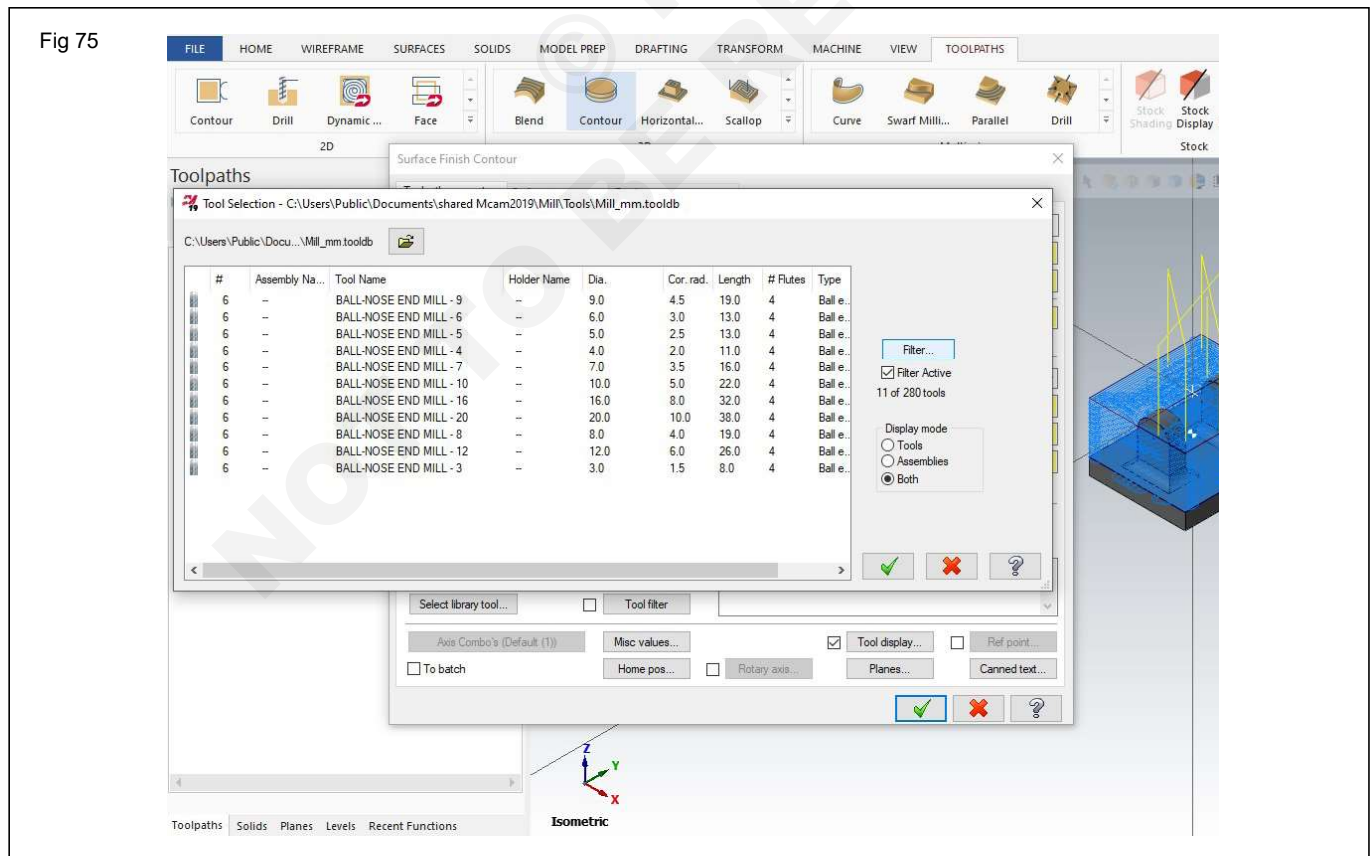 Fig 75
FILE HOME WIREFRAME SURFACES SOLIDS MODEL PREP DRAFTING TRANSFORM MACHINE VIEW TOOLPATHS
Contour Drill Dynamic ... Face Blend Contour Horizontal... Scallop Curve Swarf Milli... Parallel Drill Stock Shading Stock Display
2D Stock
Surface Finish Contour
Toolpaths
Tool Selection - C:\Users\Public\Documents\shared Mcam2019\Mill\Tools\Mill_mm.tooldb
C:\Users\Public\Docu...\Mill_mm.tooldb
# Assembly Na... Tool Name Holder Name Dia. Cor. rad. Length # Flutes Type
6 -- BALL-NOSE END MILL - 9 -- 9.0 4.5 19.0 4 Ball e..
6 -- BALL-NOSE END MILL - 6 -- 6.0 3.0 13.0 4 Ball e..
6 -- BALL-NOSE END MILL - 5 -- 5.0 2.5 13.0 4 Ball e..
6 -- BALL-NOSE END MILL - 4 -- 4.0 2.0 11.0 4 Ball e..
6 -- BALL-NOSE END MILL - 7 -- 7.0 3.5 16.0 4 Ball e..
6 -- BALL-NOSE END MILL - 10 -- 10.0 5.0 22.0 4 Ball e..
6 -- BALL-NOSE END MILL - 16 -- 16.0 8.0 32.0 4 Ball e..
6 -- BALL-NOSE END MILL - 20 -- 20.0 10.0 38.0 4 Ball e..
6 -- BALL-NOSE END MILL - 8 -- 8.0 4.0 19.0 4 Ball e..
6 -- BALL-NOSE END MILL - 12 -- 12.0 6.0 26.0 4 Ball e..
6 -- BALL-NOSE END MILL - 3 -- 3.0 1.5 8.0 4 Ball e..
Filter...
Filter Active
11 of 280 tools
Display mode
Tools
Assemblies
Both
Select library tool... Tool filter
Axis Combo's (Default (1)) Misc values... Tool display... Ref point...
To batch Home pos... Rotary axis... Planes... Canned text...
Z
Y
X
Isometric
Toolpaths Solids Planes Levels Recent Functions
NOT TO BE RE
©